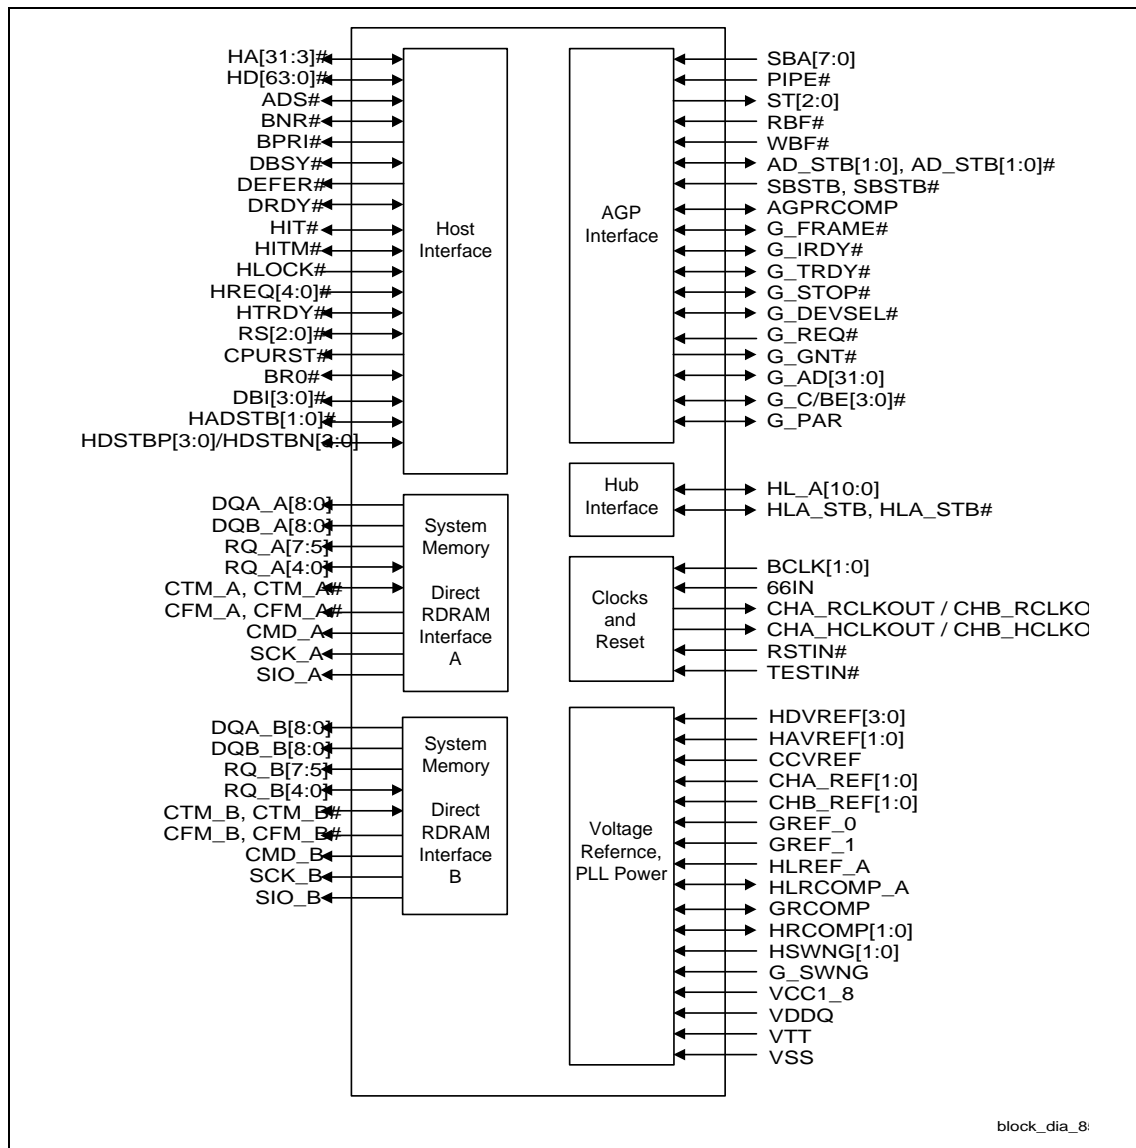 HA[31:3]#
HD[63:0]#
ADS#
BNR#
BPRI#
DBSY#
DEFER#
DRDY#
HIT#
HITM#
HLOCK#
HREQ[4:0]#
HTRDY#
RS[2:0]#
CPURST#
BR0#
DBI[3:0]#
HADSTB[1:0]#
HDSTBP[3:0]/HDSTBN[3:0]
Host
Interface
AGP
Interface
SBA[7:0]
PIPE#
ST[2:0]
RBF#
WBF#
AD_STB[1:0], AD_STB[1:0]#
SBSTB, SBSTB#
AGPRCOMP
G_FRAME#
G_IRDY#
G_TRDY#
G_STOP#
G_DEVSEL#
G_REQ#
G_GNT#
G_AD[31:0]
G_C/BE[3:0]#
G_PAR
Hub
Interface
HL_A[10:0]
HLA_STB, HLA_STB#
DQA_A[8:0]
DQB_A[8:0]
RQ_A[7:5]
RQ_A[4:0]
CTM_A, CTM_A#
CFM_A, CFM_A#
CMD_A
SCK_A
SIO_A
System
Memory
Direct
RDRAM
Interface
A
Clocks
and
Reset
BCLK[1:0]
66IN
CHA_RCLKOUT / CHB_RCLKO
CHA_HCLKOUT / CHB_HCLKO
RSTIN#
TESTIN#
DQA_B[8:0]
DQB_B[8:0]
RQ_B[7:5]
RQ_B[4:0]
CTM_B, CTM_B#
CFM_B, CFM_B#
CMD_B
SCK_B
SIO_B
System
Memory
Direct
RDRAM
Interface
B
Voltage
Refernce,
PLL Power
HDVREF[3:0]
HAVREF[1:0]
CCVREF
CHA_REF[1:0]
CHB_REF[1:0]
GREF_0
GREF_1
HLREF_A
HLRCOMP_A
GRCOMP
HRCOMP[1:0]
HSWNG[1:0]
G_SWNG
VCC1_8
VDDQ
VTT
VSS